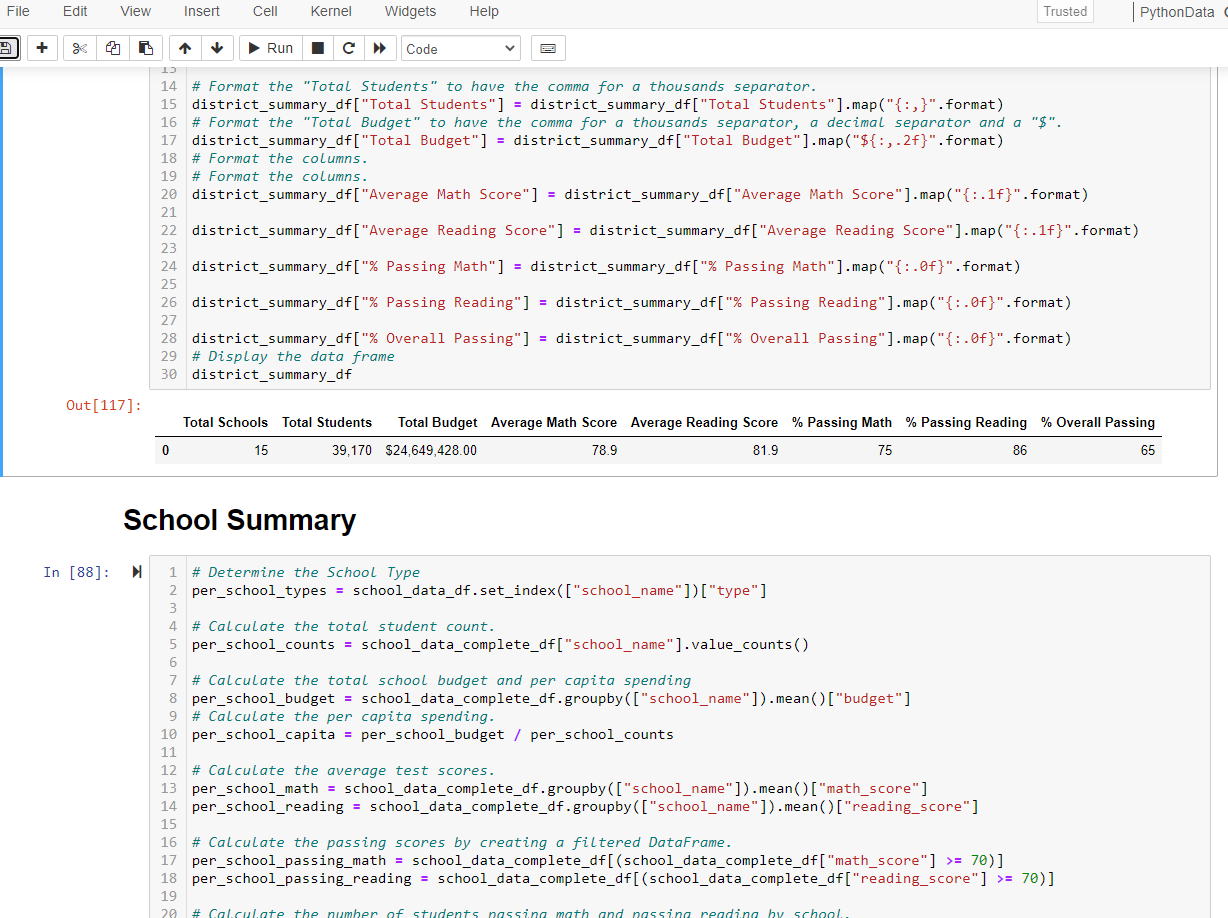 File Edit View Insert Cell Kernel Widgets Help Trusted PythonData
Run Code
13
14 # Format the "Total Students" to have the comma for a thousands separator.
15 district_summary_df["Total Students"] = district_summary_df["Total Students"].map("{:,}".format)
16 # Format the "Total Budget" to have the comma for a thousands separator, a decimal separator and a "$".
17 district_summary_df["Total Budget"] = district_summary_df["Total Budget"].map("${:,.2f}".format)
18 # Format the columns.
19 # Format the columns.
20 district_summary_df["Average Math Score"] = district_summary_df["Average Math Score"].map("{:.1f}".format)
21
22 district_summary_df["Average Reading Score"] = district_summary_df["Average Reading Score"].map("{:.1f}".format)
23
24 district_summary_df["% Passing Math"] = district_summary_df["% Passing Math"].map("{:.0f}".format)
25
26 district_summary_df["% Passing Reading"] = district_summary_df["% Passing Reading"].map("{:.0f}".format)
27
28 district_summary_df["% Overall Passing"] = district_summary_df["% Overall Passing"].map("{:.0f}".format)
29 # Display the data frame
30 district_summary_df
Out[117]:
Total Schools Total Students Total Budget Average Math Score Average Reading Score % Passing Math % Passing Reading % Overall Passing
0 15 39,170 $24,649,428.00 78.9 81.9 75 86 65
School Summary
In [88]: 1 # Determine the School Type
2 per_school_types = school_data_df.set_index(["school_name"])["type"]
3
4 # Calculate the total student count.
5 per_school_counts = school_data_complete_df["school_name"].value_counts()
6
7 # Calculate the total school budget and per capita spending
8 per_school_budget = school_data_complete_df.groupby(["school_name"]).mean()["budget"]
9 # Calculate the per capita spending.
10 per_school_capita = per_school_budget / per_school_counts
11
12 # Calculate the average test scores.
13 per_school_math = school_data_complete_df.groupby(["school_name"]).mean()["math_score"]
14 per_school_reading = school_data_complete_df.groupby(["school_name"]).mean()["reading_score"]
15
16 # Calculate the passing scores by creating a filtered DataFrame.
17 per_school_passing_math = school_data_complete_df[(school_data_complete_df["math_score"] >= 70)]
18 per_school_passing_reading = school_data_complete_df[(school_data_complete_df["reading_score"] >= 70)]
19
20 # Calculate the number of students passing math and passing reading by school.